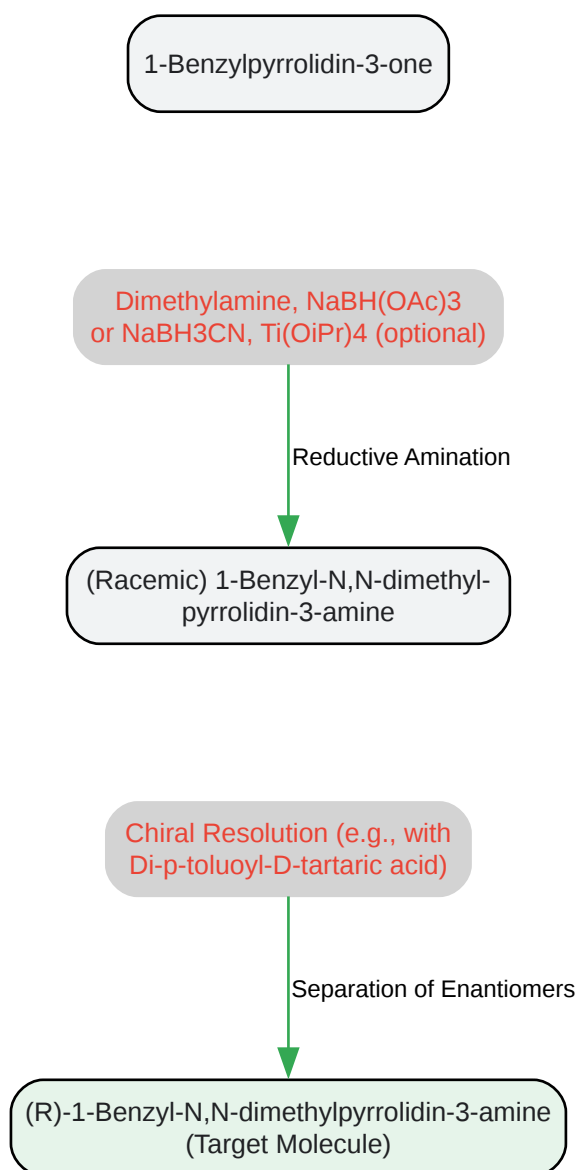 1-Benzylpyrrolidin-3-one
Dimethylamine, NaBH(OAc)3
or NaBH3CN, Ti(OiPr)4 (optional)
Reductive Amination
(Racemic) 1-Benzyl-N,N-dimethyl-
pyrrolidin-3-amine
Chiral Resolution (e.g., with
Di-p-toluoyl-D-tartaric acid)
Separation of Enantiomers
(R)-1-Benzyl-N,N-dimethylpyrrolidin-3-amine
(Target Molecule)